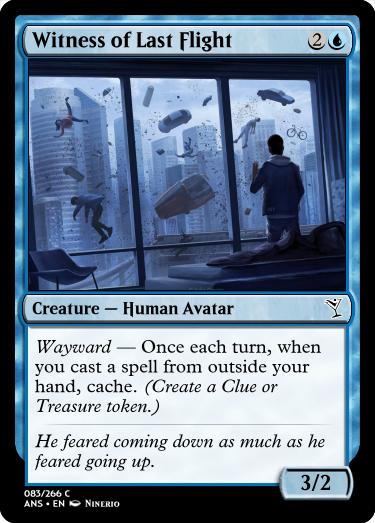 Witness of Last Flight 2
Creature — Human Avatar
Wayward — Once each turn, when
you cast a spell from outside your
hand, cache. (Create a Clue or
Treasure token.)
He feared coming down as much as he
feared going up.
3/2
083/266 C
ANS • EN Ninerio